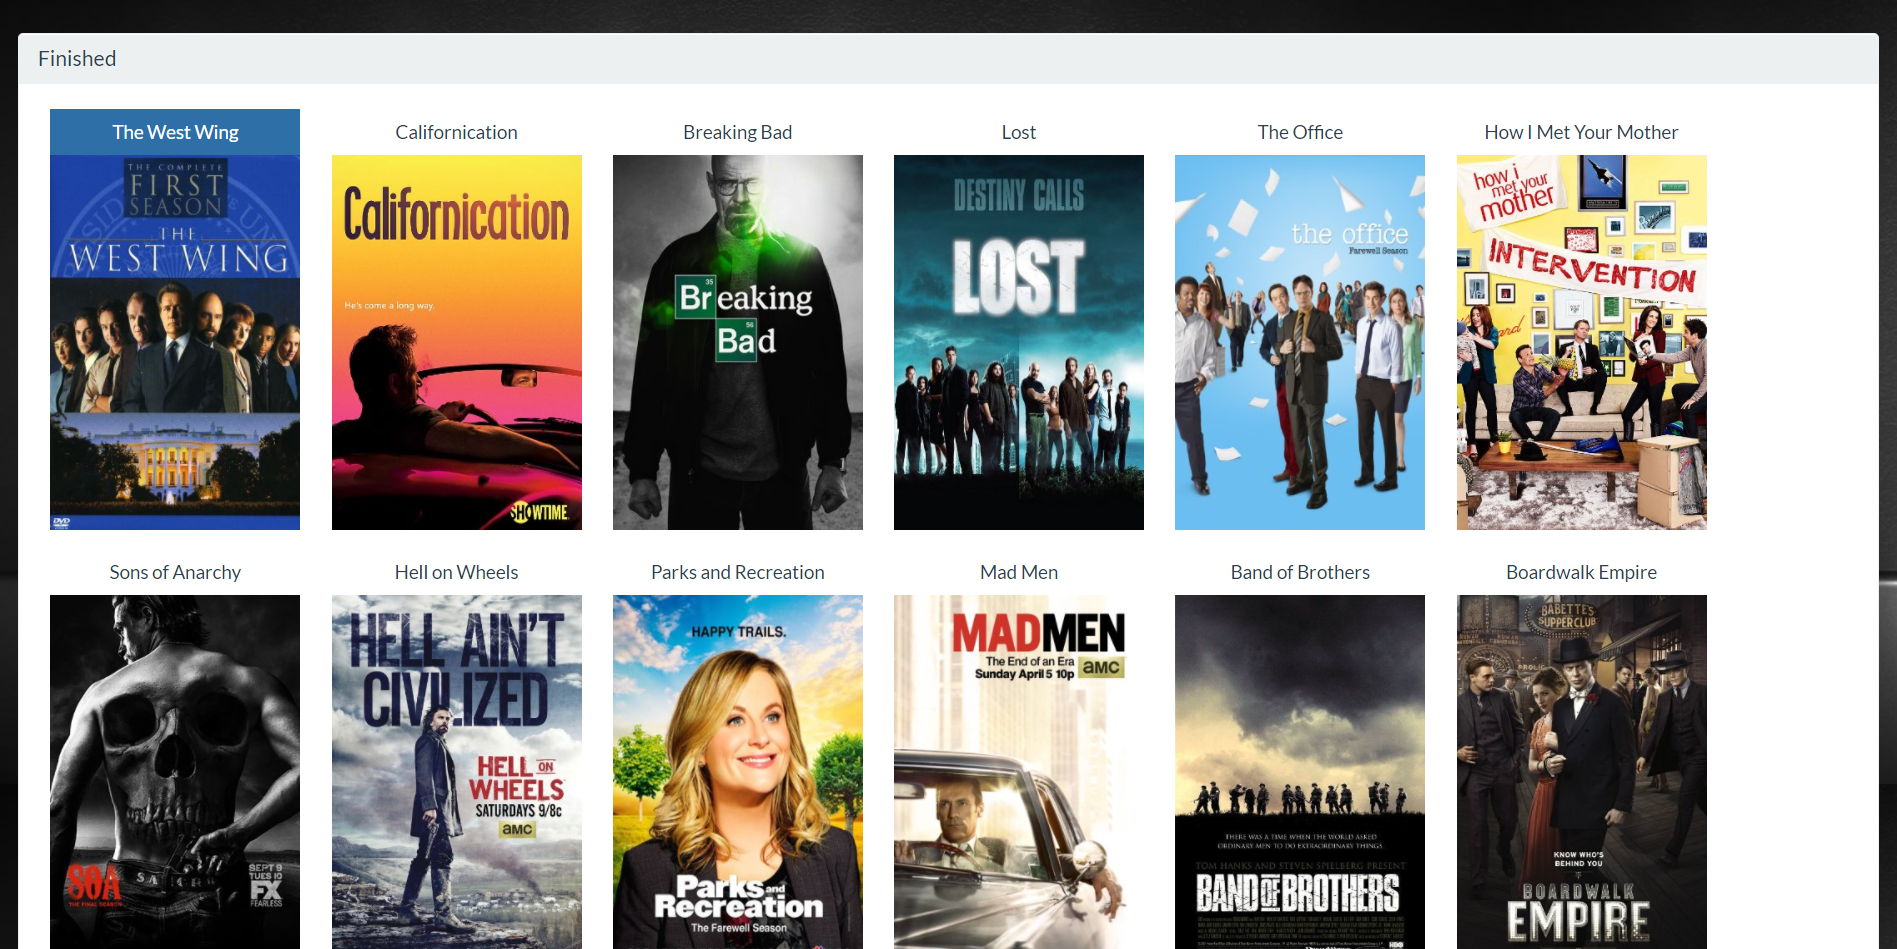 Finished
The West Wing
Californication
Breaking Bad
Lost
The Office
How I Met Your Mother
THE COMPLETE
FIRST
SEASON
THE
WEST WING
DVD
Californication
He's come a long way.
SHOWTIME
35
Breaking
56
Bad
DESTINY CALLS
LOST
the office
Farewell Season
how i
met your
mother
INTERVENTION
Sons of Anarchy
Hell on Wheels
Parks and Recreation
Mad Men
Band of Brothers
Boardwalk Empire
SOA
THE FINAL SEASON
SEPT 9
TUES 10
FX
FEARLESS
HELL AIN'T
CIVILIZED
HELL ON
WHEELS
SATURDAYS 9/8c
amc
HAPPY TRAILS.
Parks and
Recreation
The Farewell Season
MADMEN
The End of an Era
Sunday April 5 10p
amc
THERE WAS A TIME WHEN THE WORLD ASKED
ORDINARY MEN TO DO EXTRAORDINARY THINGS.
TOM HANKS AND STEVEN SPIELBERG PRESENT
BAND OF BROTHERS
HBO
BABETTE'S
SUPPER CLUB
KNOW WHO'S
BEHIND YOU
BOARDWALK
EMPIRE